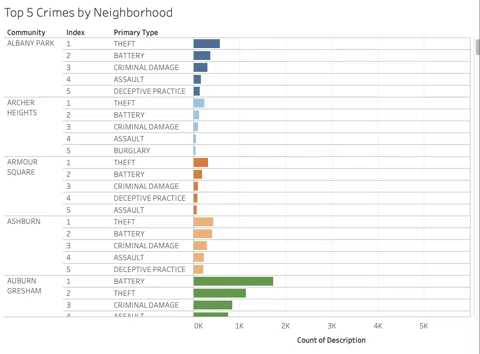 Top 5 Crimes by Neighborhood
Community Index Primary Type
ALBANY PARK 1 THEFT
2 BATTERY
3 CRIMINAL DAMAGE
4 ASSAULT
5 DECEPTIVE PRACTICE
ARCHER HEIGHTS 1 THEFT
2 BATTERY
3 CRIMINAL DAMAGE
4 ASSAULT
5 BURGLARY
ARMOUR SQUARE 1 THEFT
2 BATTERY
3 CRIMINAL DAMAGE
4 DECEPTIVE PRACTICE
5 ASSAULT
ASHBURN 1 THEFT
2 BATTERY
3 CRIMINAL DAMAGE
4 ASSAULT
5 DECEPTIVE PRACTICE
AUBURN GRESHAM 1 BATTERY
2 THEFT
3 CRIMINAL DAMAGE
4 ASSAULT
0K 1K 2K 3K 4K 5K
Count of Description